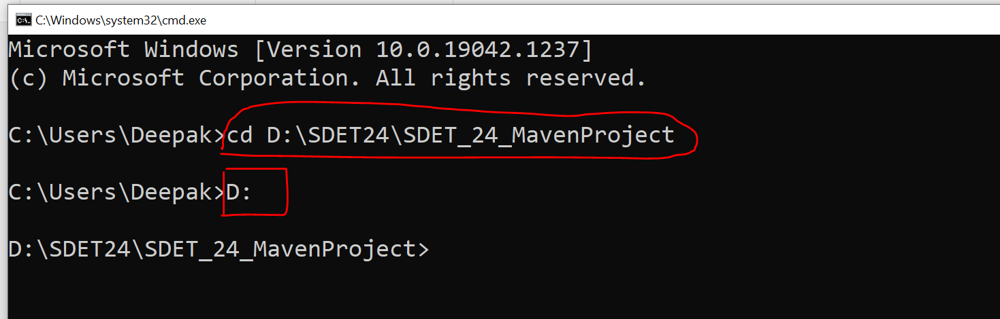 C:\Windows\system32\cmd.exe
Microsoft Windows [Version 10.0.19042.1237]
(c) Microsoft Corporation. All rights reserved.
C:\Users\Deepak>cd D:\SDET24\SDET_24_MavenProject
C:\Users\Deepak>D:
D:\SDET24\SDET_24_MavenProject>